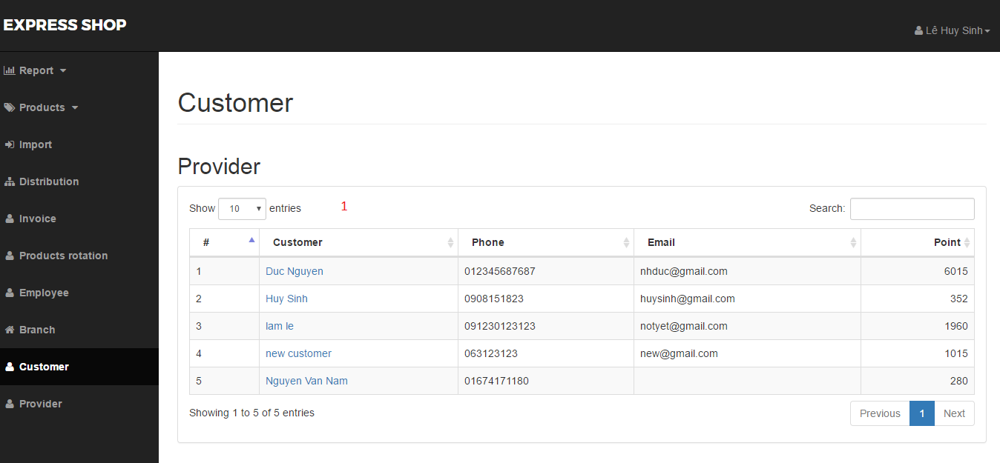 EXPRESS SHOP
Lê Huy Sinh
Report
Products
Import
Distribution
Invoice
Products rotation
Employee
Branch
Customer
Provider
Customer
Provider
Show 10 entries 1 Search:
# Customer Phone Email Point
1 Duc Nguyen 012345687687 nhduc@gmail.com 6015
2 Huy Sinh 0908151823 huysinh@gmail.com 352
3 lam le 091230123123 notyet@gmail.com 1960
4 new customer 063123123 new@gmail.com 1015
5 Nguyen Van Nam 01674171180 280
Showing 1 to 5 of 5 entries Previous 1 Next